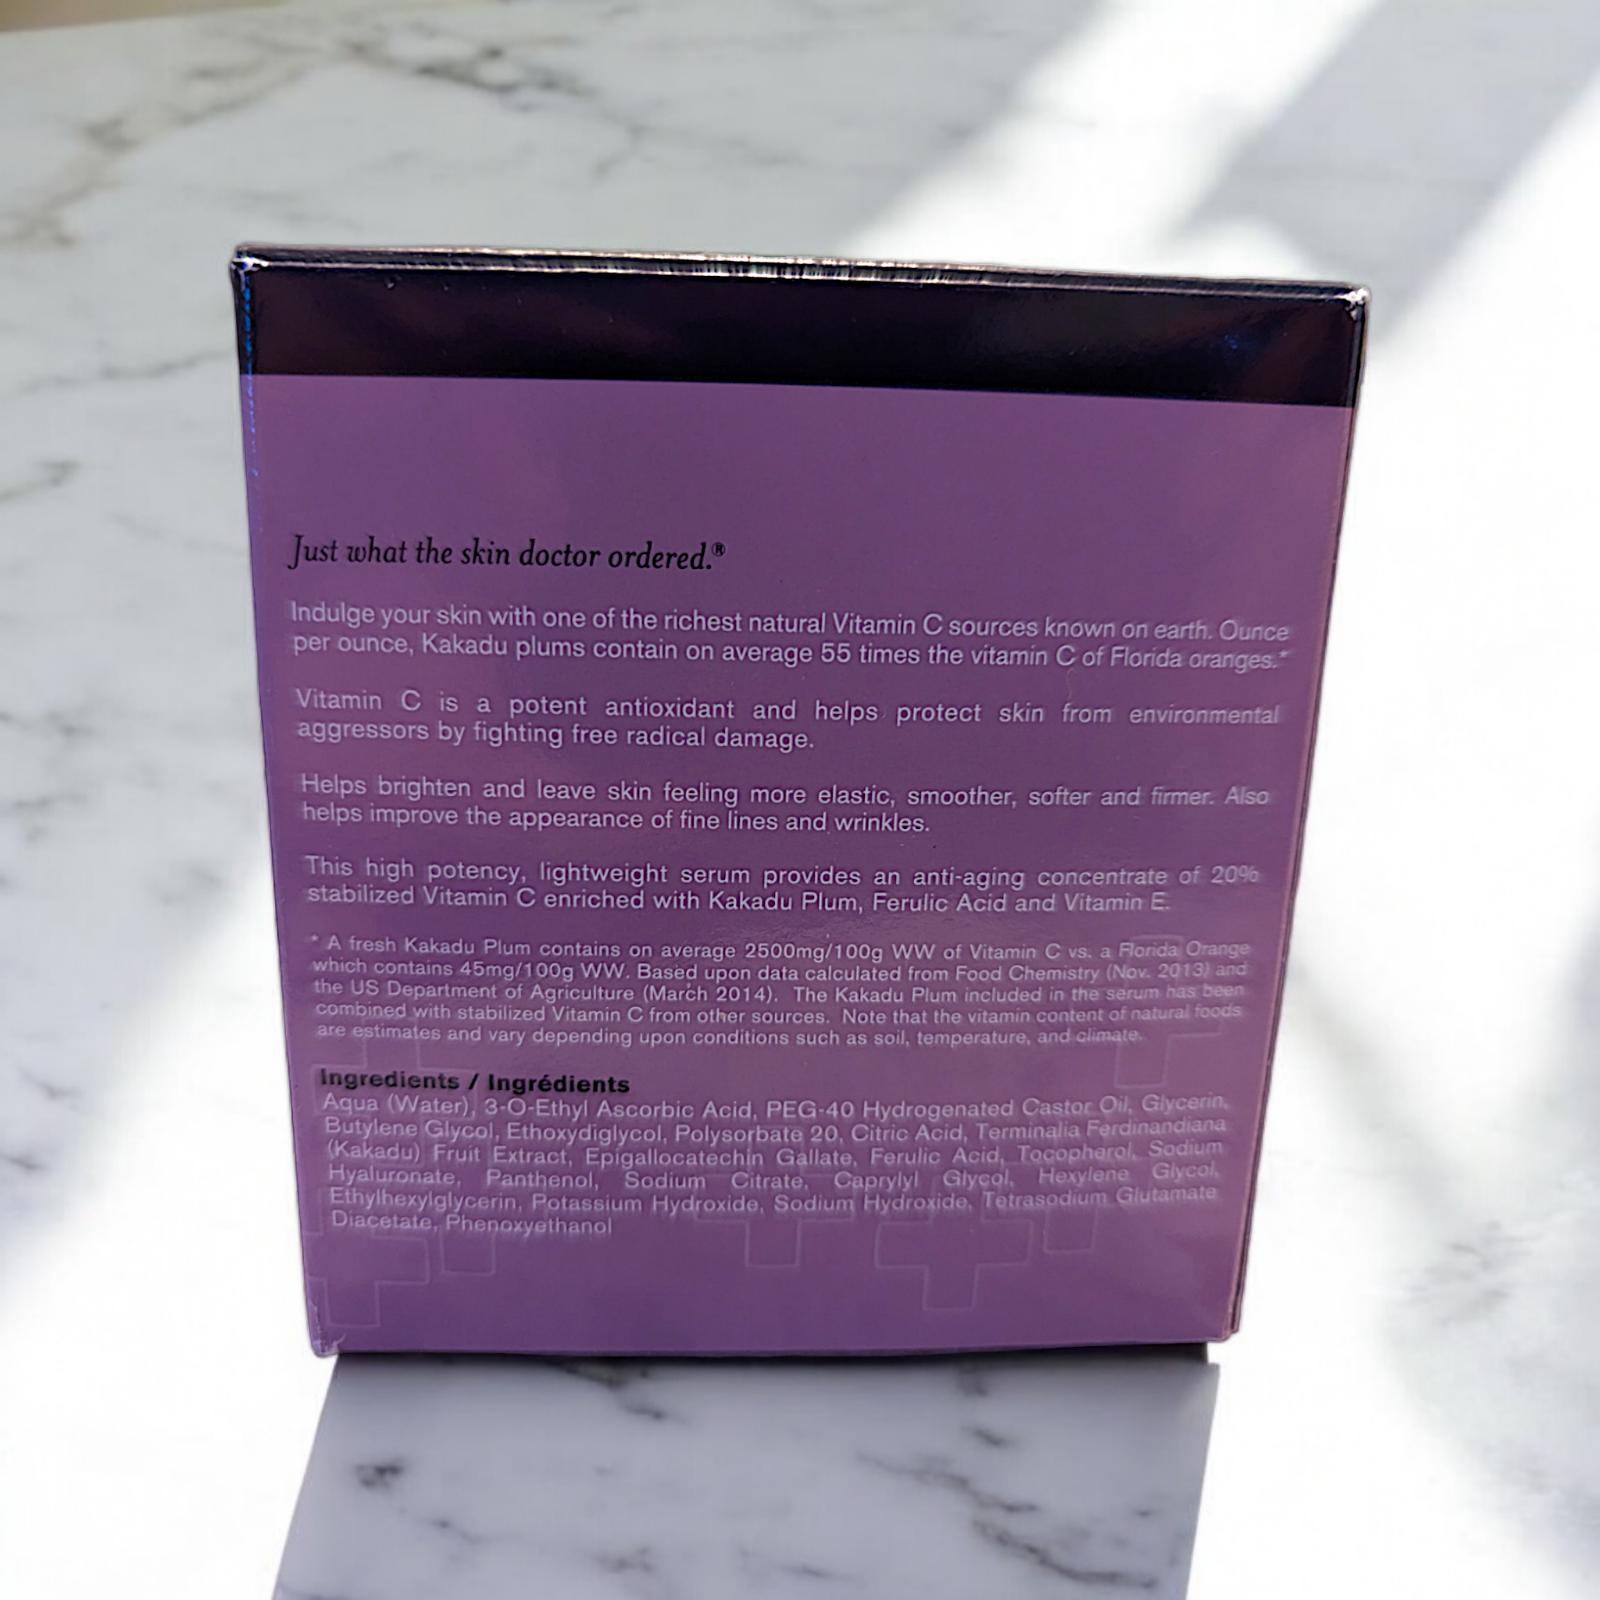 Just what the skin doctor ordered.®
Indulge your skin with one of the richest natural Vitamin C sources known on earth. Ounce
per ounce, Kakadu plums contain on average 55 times the vitamin C of Florida oranges.*
Vitamin C is a potent antioxidant and helps protect skin from environmental
aggressors by fighting free radical damage.
Helps brighten and leave skin feeling more elastic, smoother, softer and firmer. Also
helps improve the appearance of fine lines and wrinkles.
This high potency, lightweight serum provides an anti-aging concentrate of 20%
stabilized Vitamin C enriched with Kakadu Plum, Ferulic Acid and Vitamin E.
* A fresh Kakadu Plum contains on average 2500mg/100g WW of Vitamin C vs. a Florida Orange
which contains 45mg/100g WW. Based upon data calculated from Food Chemistry (Nov. 2013) and
the US Department of Agriculture (March 2014). The Kakadu Plum included in the serum has been
combined with stabilized Vitamin C from other sources. Note that the vitamin content of natural foods
are estimates and vary depending upon conditions such as soil, temperature, and climate.
Ingredients / Ingrédients
Aqua (Water), 3-O-Ethyl Ascorbic Acid, PEG-40 Hydrogenated Castor Oil, Glycerin,
Butylene Glycol, Ethoxydiglycol, Polysorbate 20, Citric Acid, Terminalia Ferdinandiana
(Kakadu) Fruit Extract, Epigallocatechin Gallate, Ferulic Acid, Tocopherol, Sodium
Hyaluronate, Panthenol, Sodium Citrate, Caprylyl Glycol, Hexylene Glycol,
Ethylhexylglycerin, Potassium Hydroxide, Sodium Hydroxide, Tetrasodium Glutamate
Diacetate, Phenoxyethanol